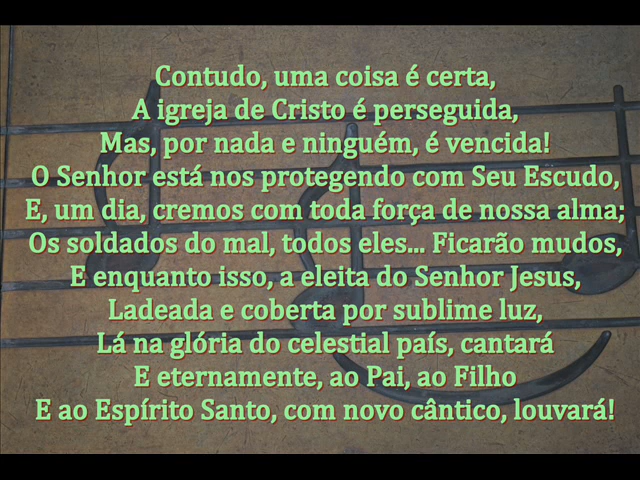 Contudo, uma coisa é certa,
A igreja de Cristo é perseguida,
Mas, por nada e ninguém, é vencida!
O Senhor está nos protegendo com Seu Escudo,
E, um dia, cremos com toda força de nossa alma;
Os soldados do mal, todos eles... Ficarão mudos,
E enquanto isso, a eleita do Senhor Jesus,
Ladeada e coberta por sublime luz,
Lá na glória do celestial país, cantará
E eternamente, ao Pai, ao Filho
E ao Espírito Santo, com novo cântico, louvará!